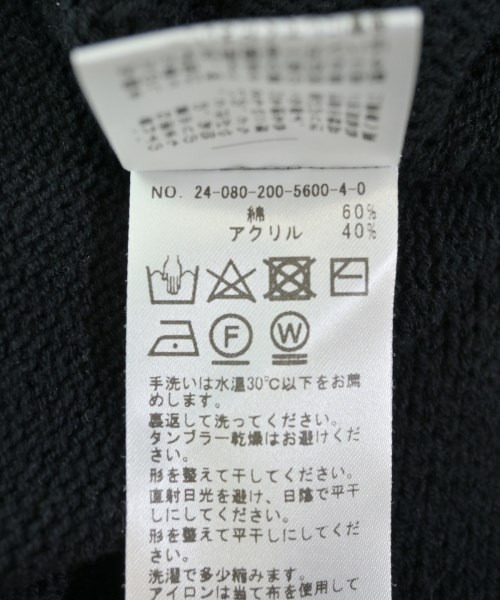 NO. 24-080-200-5600-4-0
綿 60%
アクリル 40%
F W
手洗いは水温30℃以下をお薦
めします。
裏返して洗ってください。
タンブラー乾燥はお避けくだ
さい。
形を整えて干してください。
直射日光を避け、日陰で平干
しにしてください。
形を整えて平干しにしてくだ
さい。
洗濯で多少縮みます。
アイロンは当て布を使用して